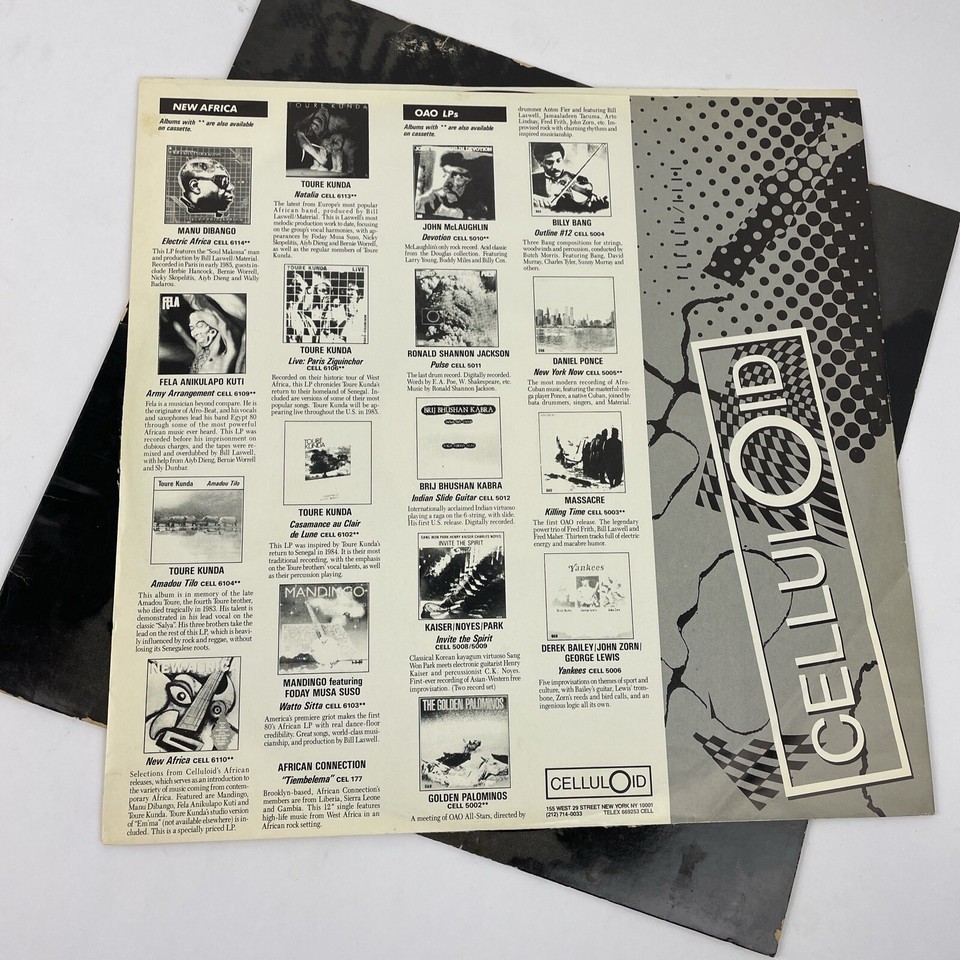 NEW AFRICA
Albums with ** are also available
on cassette.
MANU DIBANGO
Electric Africa CELL 6114**
This LP features the "Soul Makossa" man
and production by Bill Laswell/Material.
Recorded in Paris in early 1985, guests in-
clude Herbie Hancock, Bernie Worrell,
Nicky Skopelitis, Aiyb Dieng and Wally
Badarou.
FELA
FELA ANIKULAPO KUTI
Army Arrangement CELL 6109**
Fela is a musician beyond compare. He is
the originator of Afro-Beat, and his vocals
and saxophones lead his band Egypt 80
through some of the most powerful
African music ever heard. This LP was
recorded before his imprisonment on
dubious charges, and the tapes were re-
mixed and overdubbed by Bill Laswell,
with help from Aiyb Dieng, Bernie Worrell
and Sly Dunbar.
Toure Kunda Amadou Tilo
TOURE KUNDA
Amadou Tilo CELL 6104**
This album is in memory of the late
Amadou Toure, the fourth Toure brother,
who died tragically in 1983. His talent is
demonstrated in his lead vocal on the
classic "Salya". His three brothers take the
lead on the rest of this LP, which is heavi-
ly influenced by rock and reggae, without
losing its Senegalese roots.
NEW AFRICA
New Africa CELL 6110**
Selections from Celluloid's African
releases, which serves as an introduction to
the variety of music coming from contem-
porary Africa. Featured are Mandingo,
Manu Dibango, Fela Anikulapo Kuti and
Toure Kunda. Toure Kunda's studio version
of "Em'ma" (not available elsewhere) is in-
cluded. This is a specially priced LP.
TOURE KUNDA
TOURE KUNDA
Natalia CELL 6113**
The latest from Europe's most popular
African band, produced by Bill
Laswell/Material. This is Laswell's most
melodic production work to date, focusing
on the group's vocal harmonies, with ap-
pearances by Foday Musa Suso, Nicky
Skopelitis, Aiyb Dieng and Bernie Worrell,
as well as the regular members of Toure
Kunda.
TOURE KUNDA LIVE
TOURE KUNDA
Live: Paris Ziguinchor
CELL 6106**
Recorded on their historic tour of West
Africa, this LP chronicles Toure Kunda's
return to their homeland of Senegal. In-
cluded are versions of some of their most
popular songs. Toure Kunda will be ap-
pearing live throughout the U.S. in 1985.
TOURE
KUNDA
TOURE KUNDA
Casamance au Clair
de Lune CELL 6102**
This LP was inspired by Toure Kunda's
return to Senegal in 1984. It is their most
traditional recording, with the emphasis
on the Toure brothers' vocal talents, as well
as their percussion playing.
MANDINGO
MANDINGO featuring
FODAY MUSA SUSO
Watto Sitta CELL 6103**
America's premiere griot makes the first
80's African LP with real dance-floor
credibility. Great songs, world-class musi-
cianship, and production by Bill Laswell.
AFRICAN CONNECTION
"Tiembelema" CEL 177
Brooklyn-based, African Connection's
members are from Liberia, Sierra Leone
and Gambia. This 12" single features
high-life music from West Africa in an
African rock setting.
OAO LPs
Albums with ** are also available
on cassette.
JOHN McLAUGHLIN DEVOTION
JOHN McLAUGHLIN
Devotion CELL 5010**
McLaughlin's only rock record. Acid classic
from the Douglas collection. Featuring
Larry Young, Buddy Miles and Billy Cox.
RONALD SHANNON JACKSON
Pulse CELL 5011
The last drum record. Digitally recorded.
Words by E.A. Poe, W. Shakespeare, etc.
Music by Ronald Shannon Jackson.
BRIJ BHUSHAN KABRA
BRIJ BHUSHAN KABRA
Indian Slide Guitar CELL 5012
Internationally acclaimed Indian virtuoso
playing a raga on the 6-string, with slide.
His first U.S. release. Digitally recorded.
SANG WON PARK HENRY KAISER CHARLES NOYES
INVITE THE SPIRIT
KAISER/NOYES/PARK
Invite the Spirit
CELL 5008/5009
Classical Korean kayagum virtuoso Sang
Won Park meets electronic guitarist Henry
Kaiser and percussionist C.K. Noyes.
First-ever recording of Asian-Western free
improvisation. (Two record set)
THE GOLDEN PALOMINOS
GOLDEN PALOMINOS
CELL 5002**
A meeting of OAO All-Stars, directed by
drummer Anton Fier and featuring Bill
Laswell, Jamaaladeen Tacuma, Arto
Lindsay, Fred Frith, John Zorn, etc. Im-
provised rock with churning rhythms and
inspired musicianship.
BILLY BANG
Outline #12 CELL 5004
Three Bang compositions for strings,
woodwinds and percussion, conducted by
Butch Morris. Featuring Bang, David
Murray, Charles Tyler, Sunny Murray and
others.
DANIEL PONCE
New York Now CELL 5005**
The most modern recording of Afro-
Cuban music, featuring the masterful con-
ga player Ponce, a native Cuban, joined by
bata drummers, singers, and Material.
MASSACRE
Killing Time CELL 5003**
The first OAO release. The legendary
power trio of Fred Frith, Bill Laswell and
Fred Maher. Thirteen tracks full of electric
energy and macabre humor.
Yankees
DEREK BAILEY/JOHN ZORN/
GEORGE LEWIS
Yankees CELL 5006
Five improvisations on themes of sport and
culture, with Bailey's guitar, Lewis' trom-
bone, Zorn's reeds and bird calls, and an
ingenious logic all its own.
CELLULOID
155 WEST 29 STREET NEW YORK NY 10001
(212) 714-0033 TELEX 669253 CELL
CELLULOID